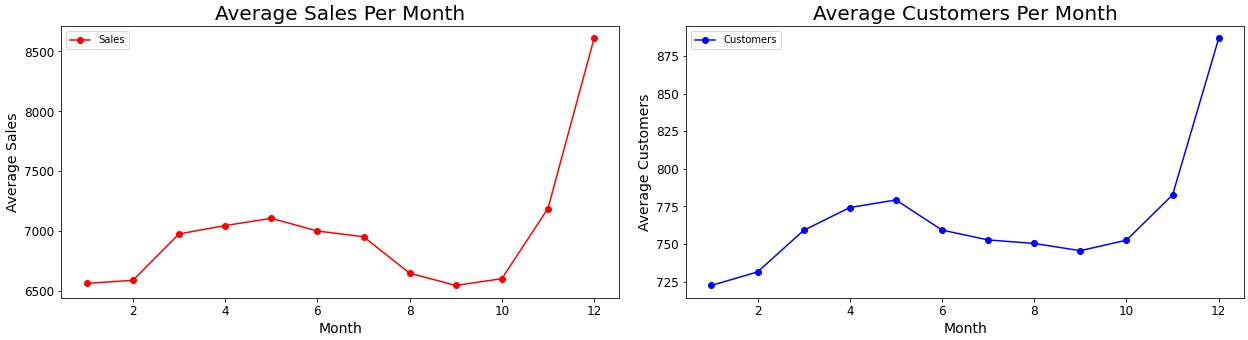 Average Sales Per Month
Sales
8500
8000
7500
7000
6500
Average Sales
2 4 6 8 10 12
Month
Average Customers Per Month
Customers
875
850
825
800
775
750
725
Average Customers
2 4 6 8 10 12
Month